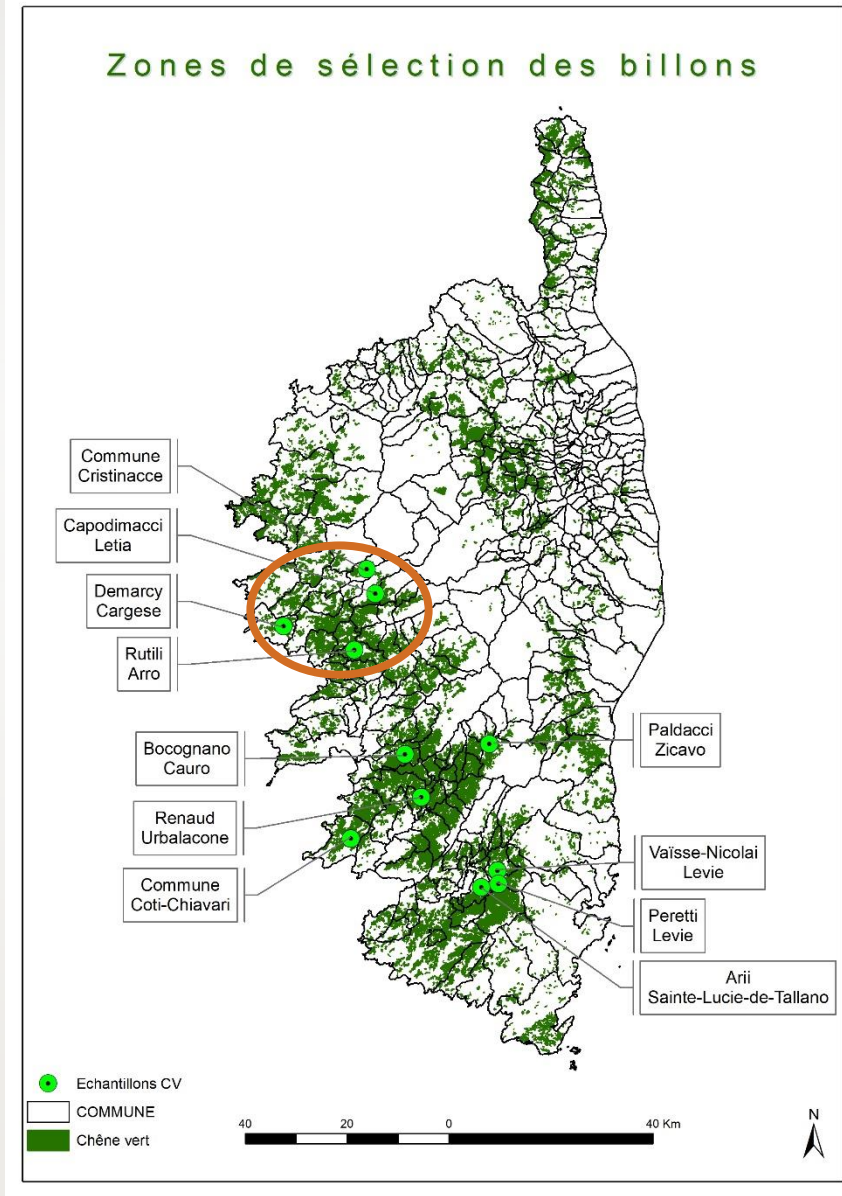 Zones de sélection des billons
Commune
Cristinacce
Capodimacci
Letia
Demarcy
Cargese
Rutili
Arro
Bocognano
Cauro
Renaud
Urbalacone
Commune
Coti-Chiavari
Paldacci
Zicavo
Vaïsse-Nicolai
Levie
Peretti
Levie
Arii
Sainte-Lucie-de-Tallano
Echantillons CV
COMMUNE
Chêne vert
40 20 0 40 Km
N